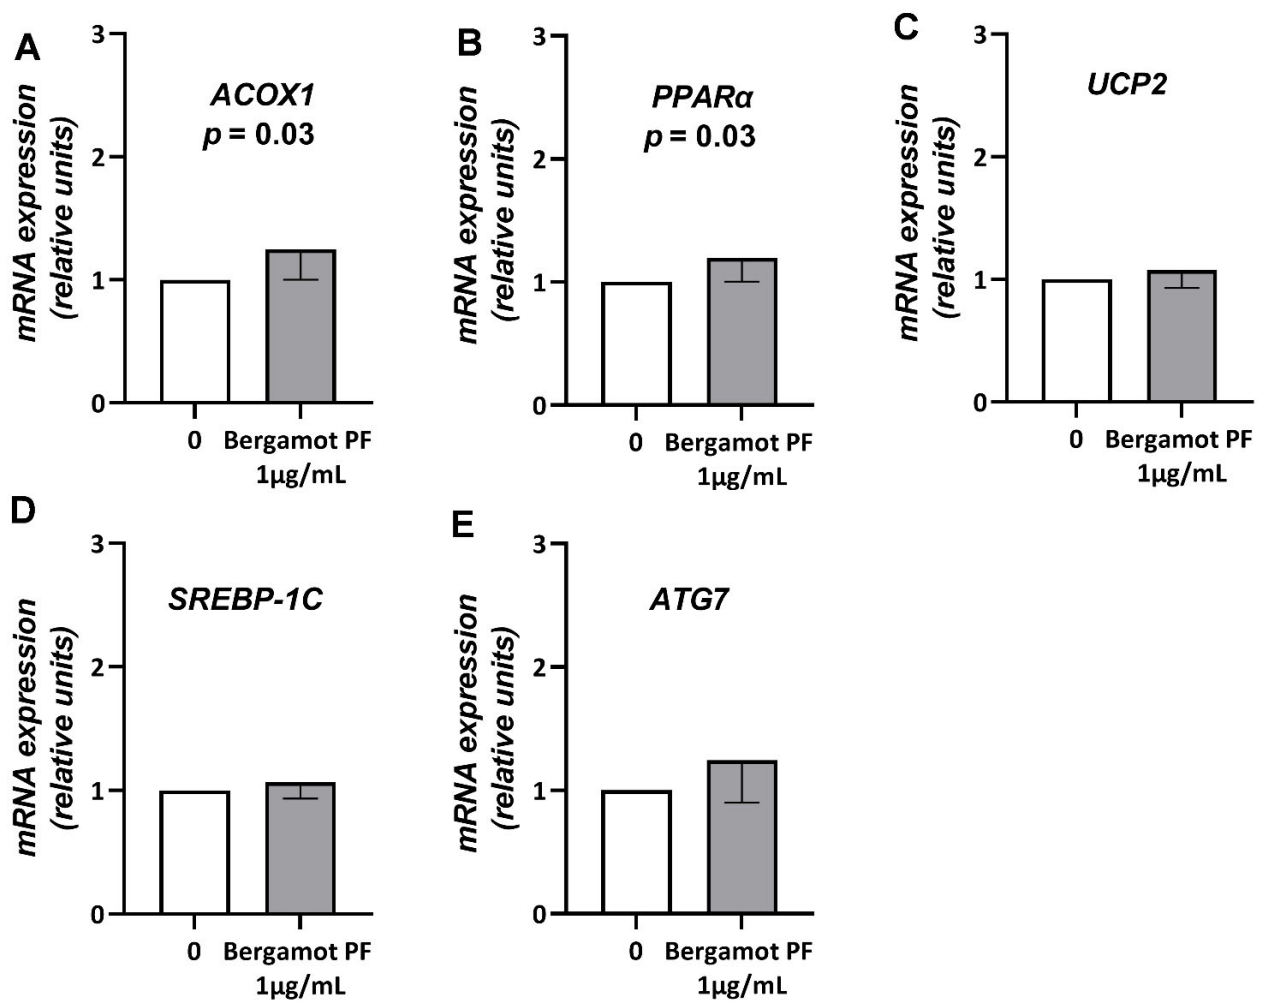 A
mRNA expression
(relative units)
3
2
1
0
ACOX1
p = 0.03
0
Bergamot PF
1µg/mL
B
mRNA expression
(relative units)
3
2
1
0
PPARα
p = 0.03
0
Bergamot PF
1µg/mL
C
mRNA expression
(relative units)
3
2
1
0
UCP2
0
Bergamot PF
1µg/mL
D
mRNA expression
(relative units)
3
2
1
0
SREBP-1C
0
Bergamot PF
1µg/mL
E
mRNA expression
(relative units)
3
2
1
0
ATG7
0
Bergamot PF
1µg/mL